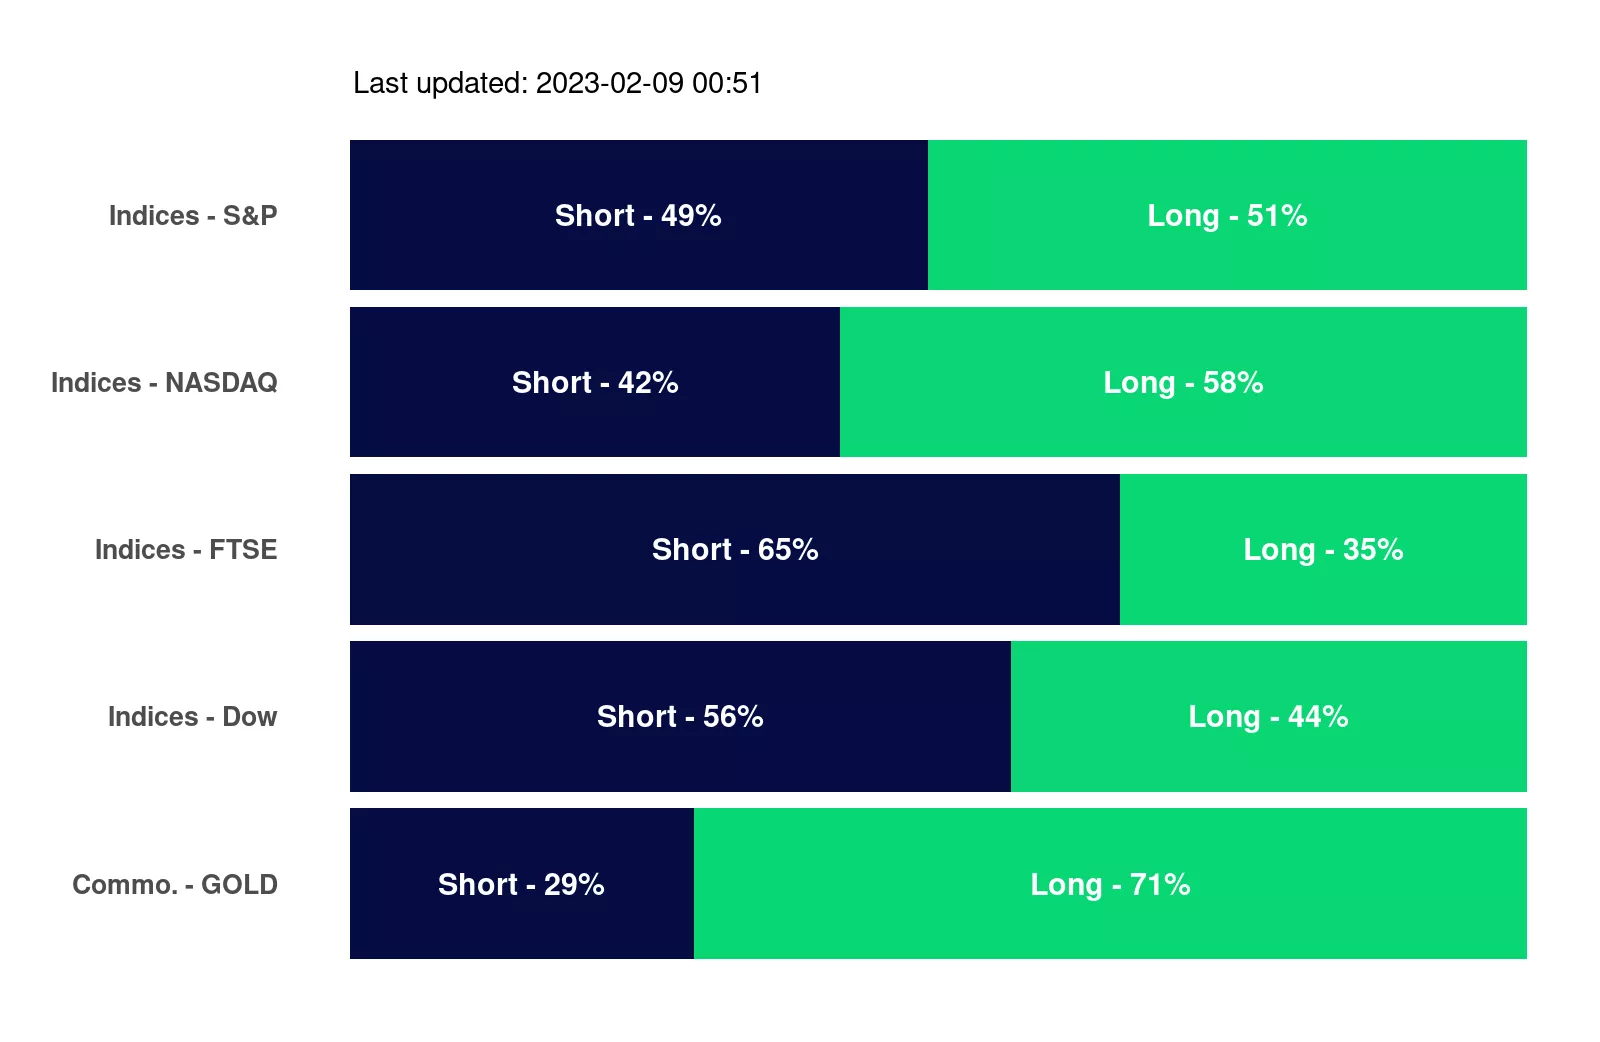 Last updated: 2023-02-09 00:51
Indices - S&P Short - 49% Long - 51%
Indices - NASDAQ Short - 42% Long - 58%
Indices - FTSE Short - 65% Long - 35%
Indices - Dow Short - 56% Long - 44%
Commo. - GOLD Short - 29% Long - 71%